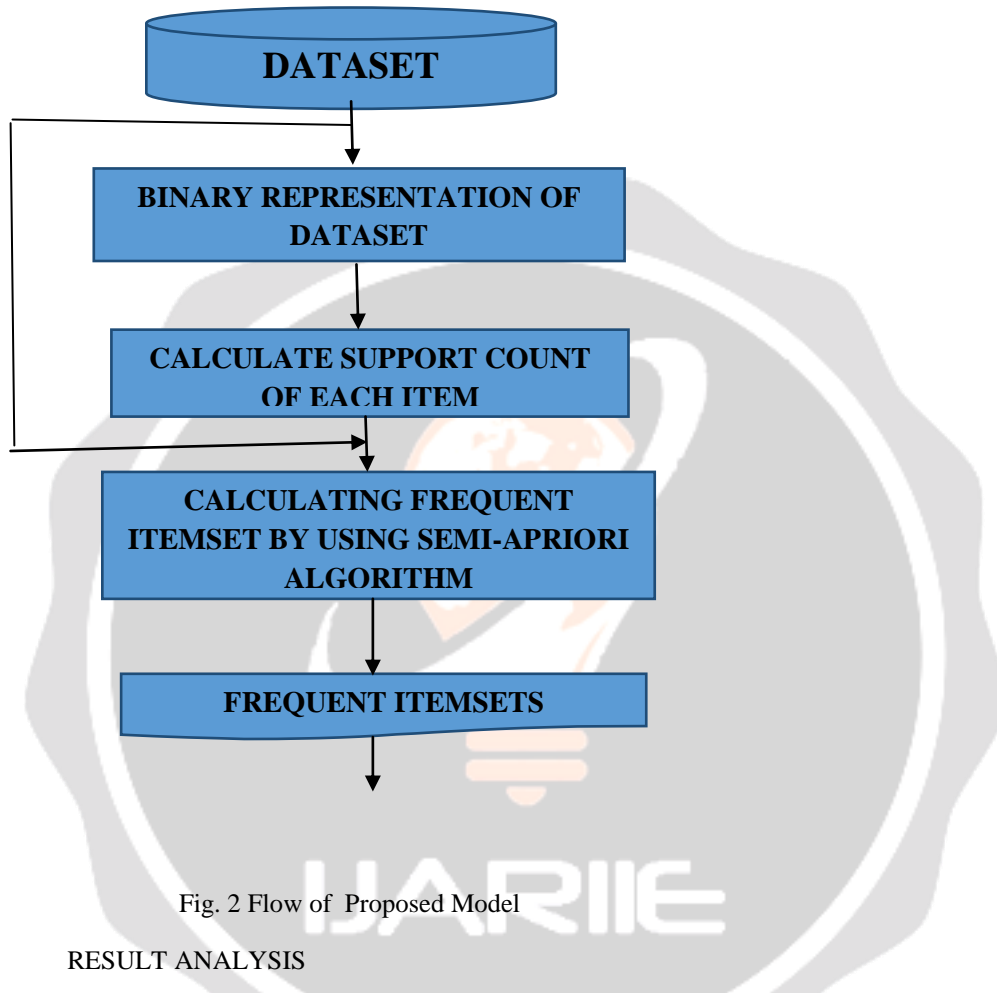 DATASET
BINARY REPRESENTATION OF
DATASET
CALCULATE SUPPORT COUNT
OF EACH ITEM
CALCULATING FREQUENT
ITEMSET BY USING SEMI-APRIORI
ALGORITHM
FREQUENT ITEMSETS
IJARIIE
Fig. 2 Flow of Proposed Model
RESULT ANALYSIS